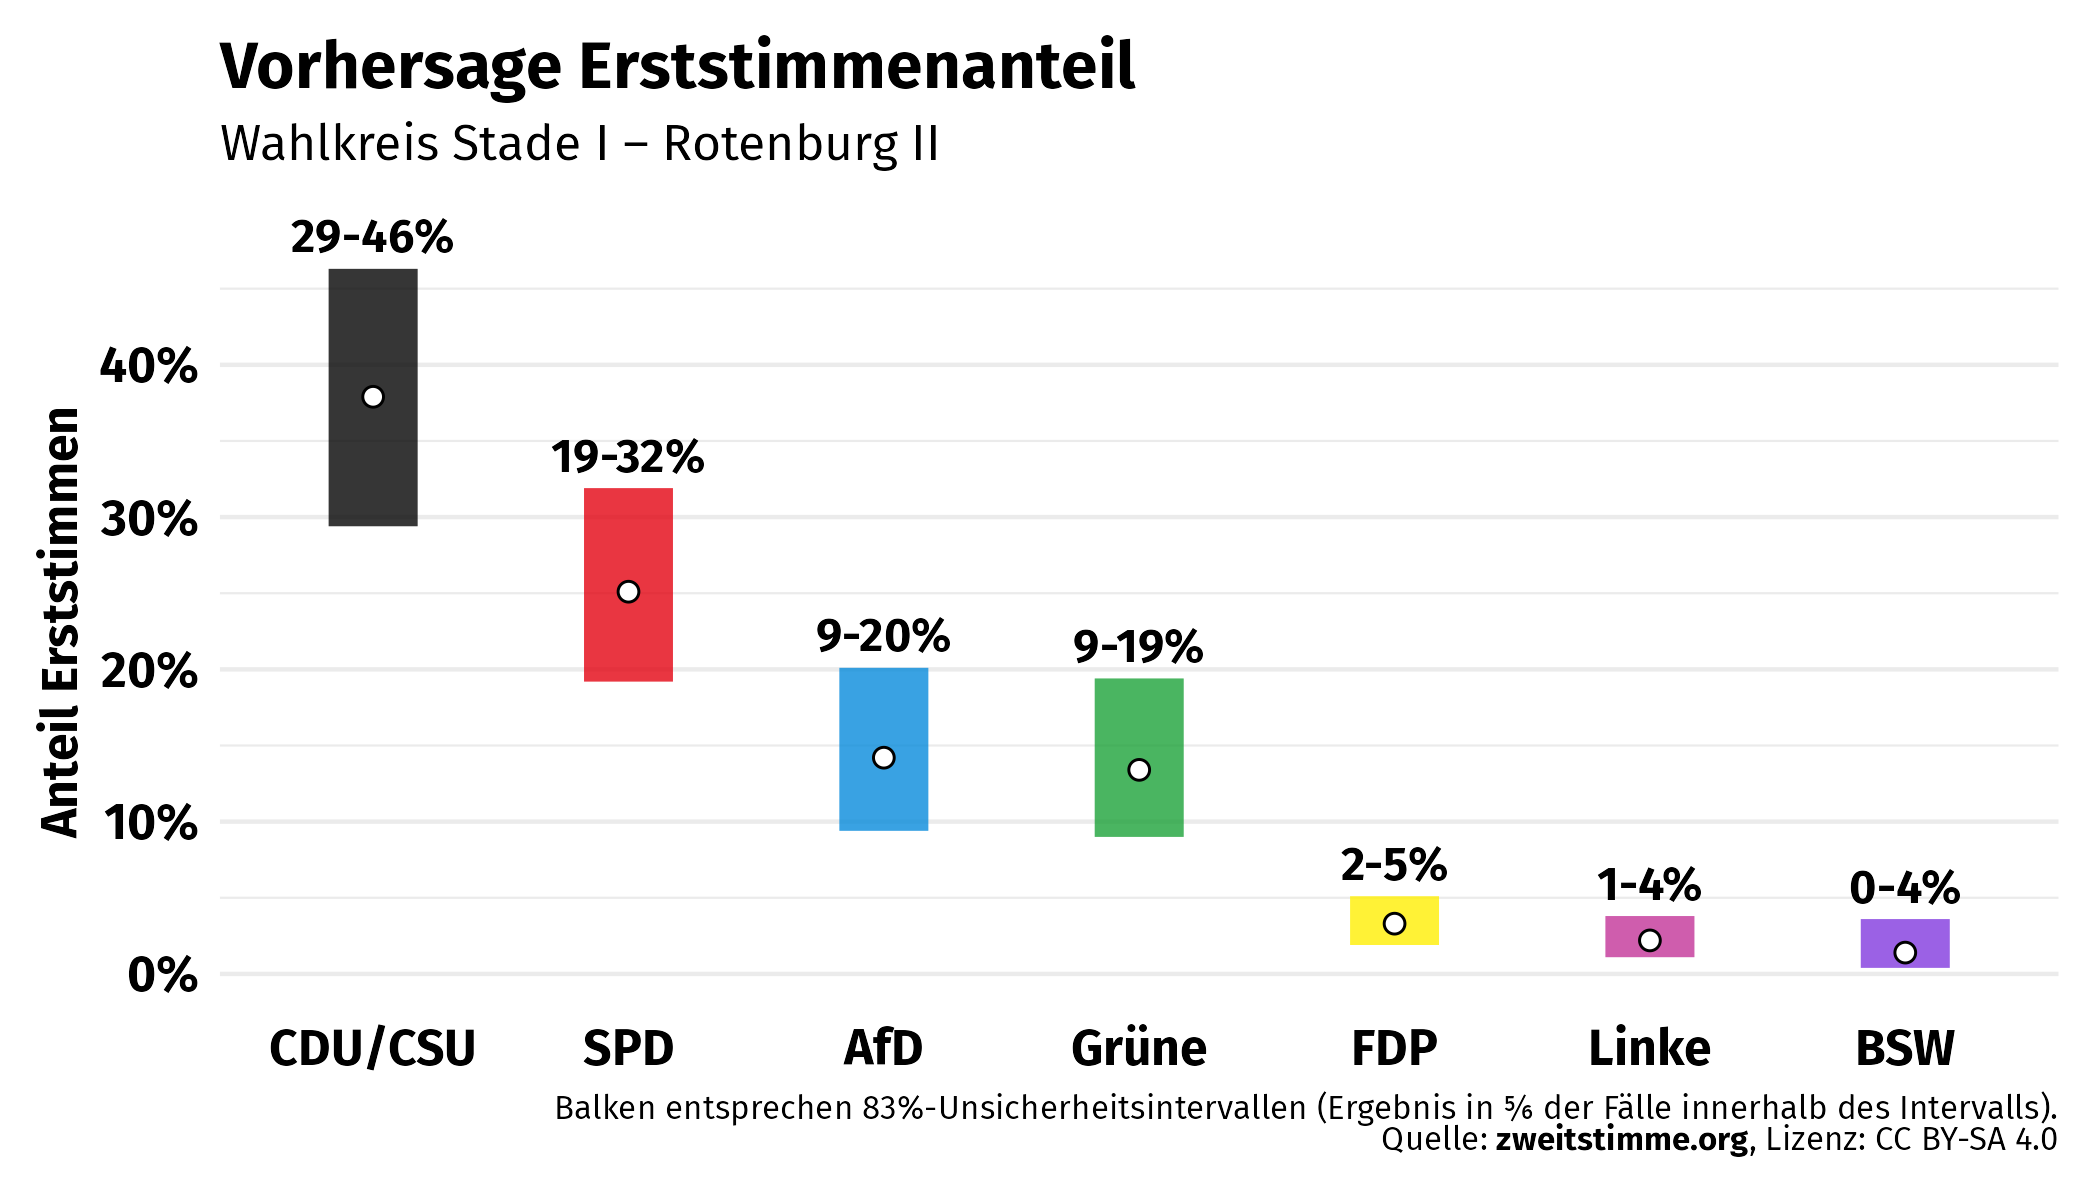 Vorhersage Erststimmenanteil
Wahlkreis Stade I – Rotenburg II
Anteil Erststimmen
40%
30%
20%
10%
0%
29-46%
19-32%
9-20%
9-19%
2-5%
1-4%
0-4%
CDU/CSU SPD AfD Grüne FDP Linke BSW
Balken entsprechen 83%-Unsicherheitsintervallen (Ergebnis in ⅚ der Fälle innerhalb des Intervalls).
Quelle: zweitstimme.org, Lizenz: CC BY-SA 4.0